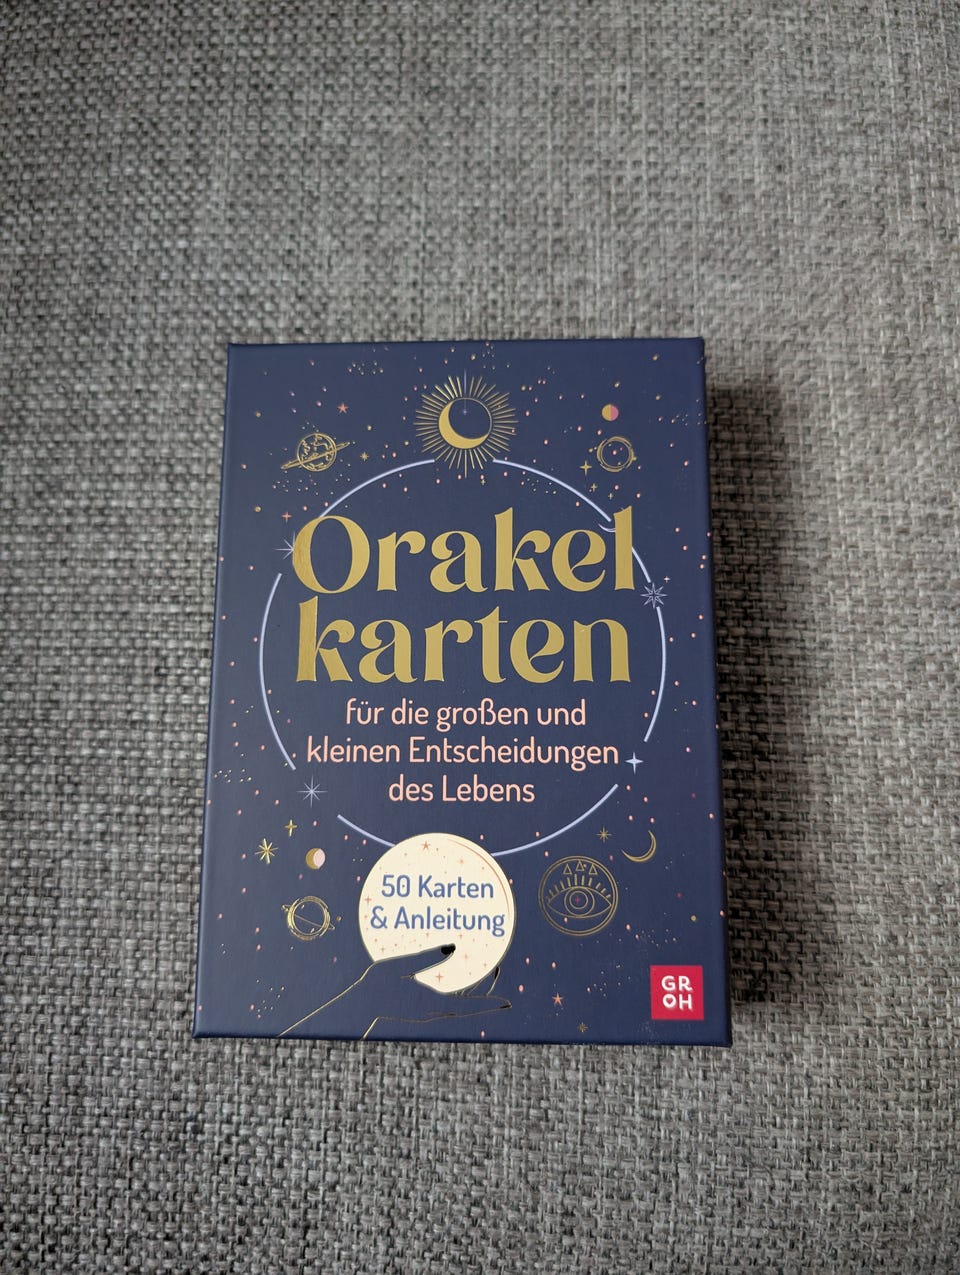 Orakel
karten
für die großen und
kleinen Entscheidungen
des Lebens
50 Karten
& Anleitung
GR
OH